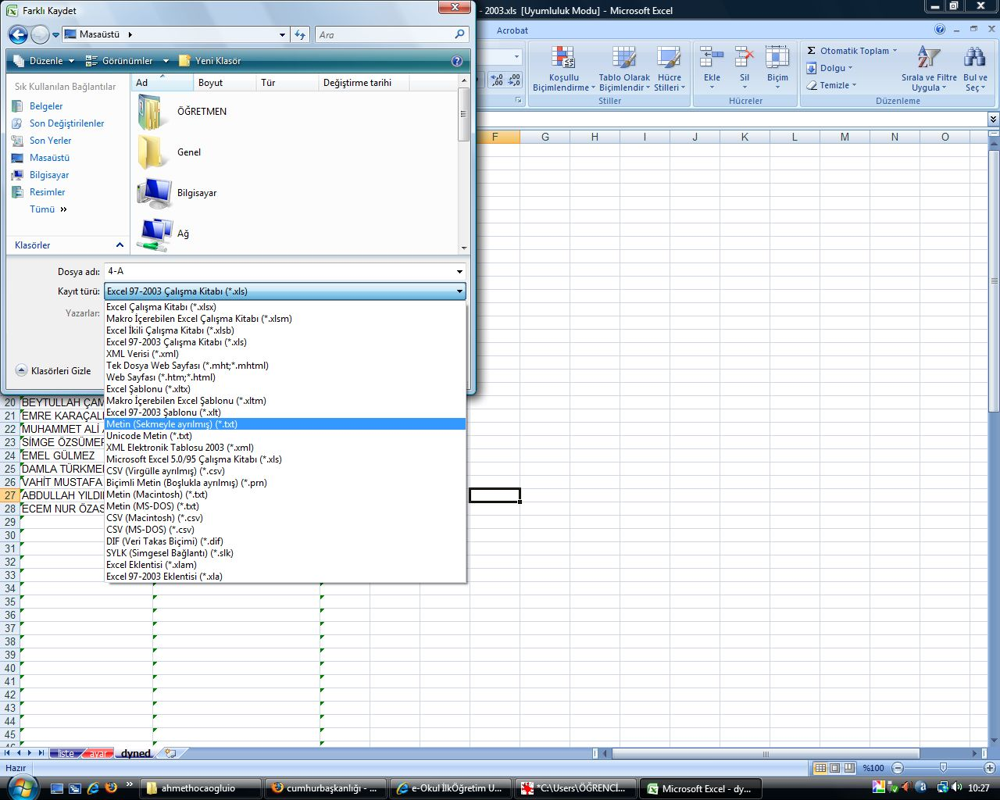 Farklı Kaydet
- 2003.xls [Uyumluluk Modu] - Microsoft Excel
Masaüstü
Ara
Acrobat
Düzenle
Görünümler
Yeni Klasör
Otomatik Toplam
Dolgu
Temizle
Koşullu Biçimlendirme
Tablo Olarak Biçimlendir
Hücre Stilleri
Ekle
Sil
Biçim
Sırala ve Filtre Uygula
Bul ve Seç
Stiller
Hücreler
Düzenleme
Sık Kullanılan Bağlantılar
Belgeler
Son Değiştirilenler
Son Yerler
Masaüstü
Bilgisayar
Resimler
Tümü
Klasörler
Ad
Boyut
Tür
Değiştirme tarihi
ÖĞRETMEN
Genel
Bilgisayar
Ağ
F G H I J K L M N O
Dosya adı: 4-A
Kayıt türü: Excel 97-2003 Çalışma Kitabı (*.xls)
Yazarlar:
Klasörleri Gizle
Excel Çalışma Kitabı (*.xlsx)
Makro İçerebilen Excel Çalışma Kitabı (*.xlsm)
Excel İkili Çalışma Kitabı (*.xlsb)
Excel 97-2003 Çalışma Kitabı (*.xls)
XML Verisi (*.xml)
Tek Dosya Web Sayfası (*.mht;*.mhtml)
Web Sayfası (*.htm;*.html)
Excel Şablonu (*.xltx)
Makro İçerebilen Excel Şablonu (*.xltm)
Excel 97-2003 Şablonu (*.xlt)
Metin (Sekmeyle ayrılmış) (*.txt)
Unicode Metin (*.txt)
XML Elektronik Tablosu 2003 (*.xml)
Microsoft Excel 5.0/95 Çalışma Kitabı (*.xls)
CSV (Virgülle ayrılmış) (*.csv)
Biçimli Metin (Boşlukla ayrılmış) (*.prn)
Metin (Macintosh) (*.txt)
Metin (MS-DOS) (*.txt)
CSV (Macintosh) (*.csv)
CSV (MS-DOS) (*.csv)
DIF (Veri Takas Biçimi) (*.dif)
SYLK (Simgesel Bağlantı) (*.slk)
Excel Eklentisi (*.xlam)
Excel 97-2003 Eklentisi (*.xla)
20 BEYTULLAH ÇAM
21 EMRE KARAÇALI
22 MUHAMMET ALİ
23 SİMGE ÖZSÜMER
24 EMEL GÜLMEZ
25 DAMLA TÜRKME
26 VAHİT MUSTAFA
27 ABDULLAH YILDI
28 ECEM NUR ÖZAS
29
30
31
32
33
34
35
36
37
38
39
40
41
42
43
44
45
liste ayar dyned
Hazır
%100
ahmethocaogluio
cumhurbaşkanlığı - ...
e-Okul İlkÖğretim U...
*C:\Users\ÖĞRENCİ...
Microsoft Excel - dy...
10:27